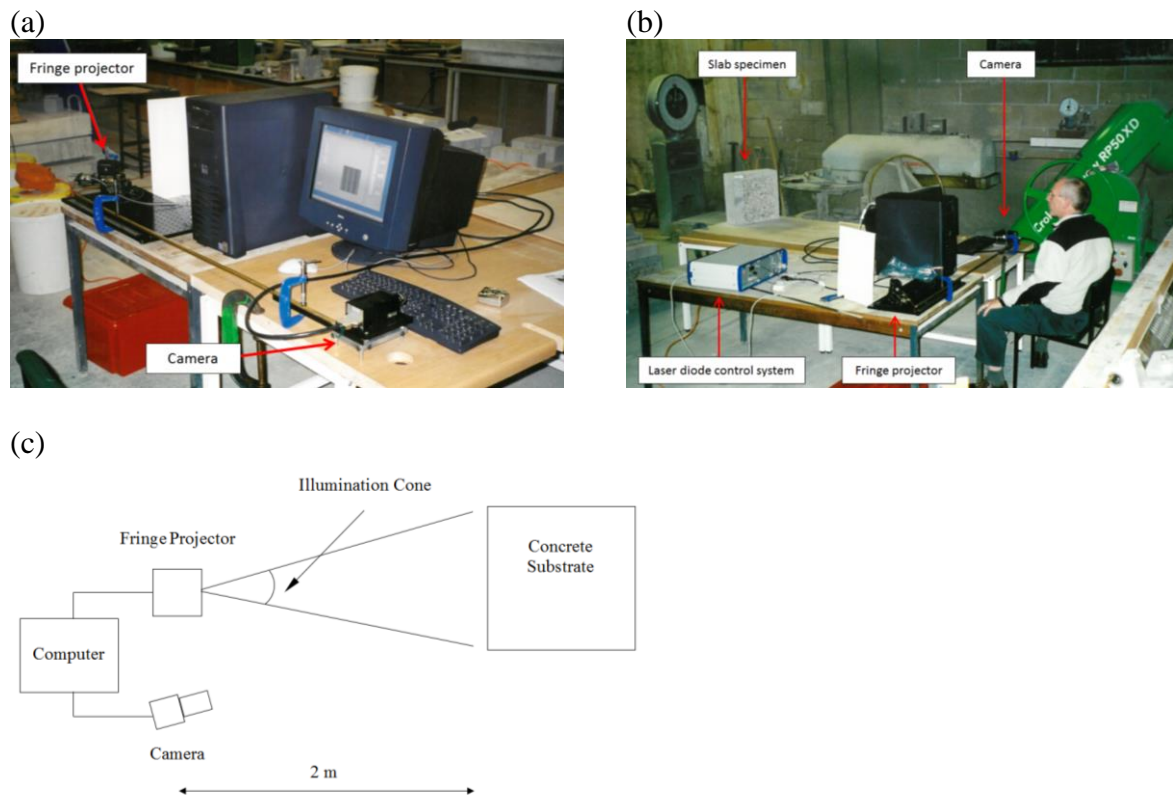 (a)
Fringe projector
Camera
(b)
Slab specimen
Camera
Crok
RP50XD
Laser diode control system
Fringe projector
(c)
Illumination Cone
Fringe Projector
Concrete
Substrate
Computer
Camera
2 m